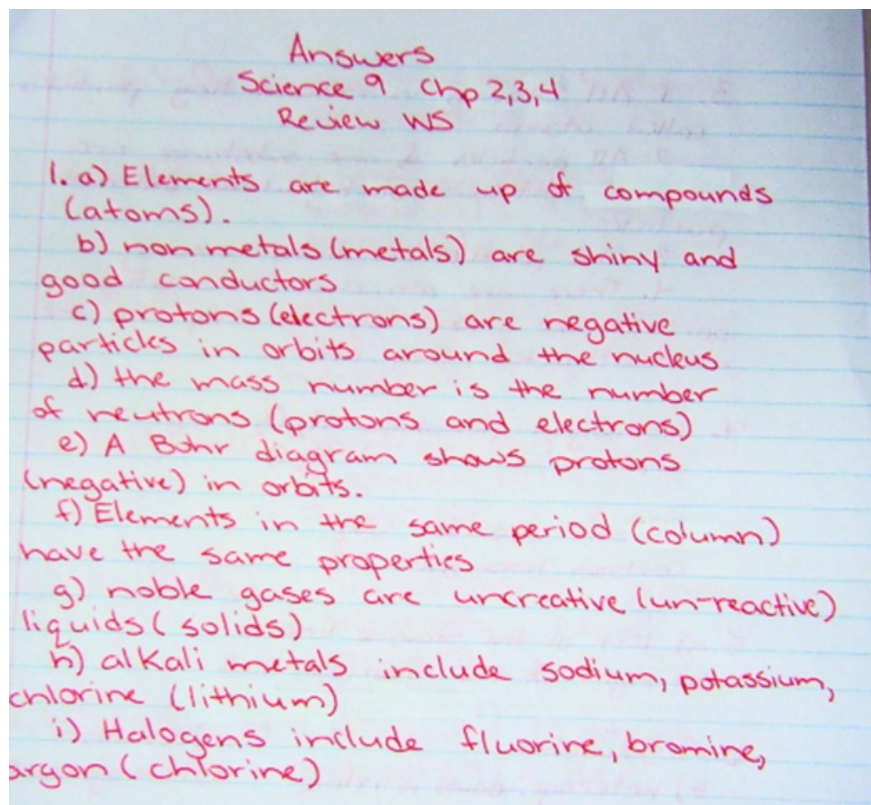 Answers
Science 9 Chp 2,3,4
Review WS
1. a) Elements are made up of compounds
(atoms).
b) non metals (metals) are shiny and
good conductors
c) protons (electrons) are negative
particles in orbits around the nucleus
d) the mass number is the number
of neutrons (protons and electrons)
e) A Bohr diagram shows protons
(negative) in orbits.
f) Elements in the same period (column)
have the same properties
g) noble gases are uncreative (un-reactive)
liquids (solids)
h) alkali metals include sodium, potassium,
chlorine (lithium)
i) Halogens include fluorine, bromine,
argon (chlorine)